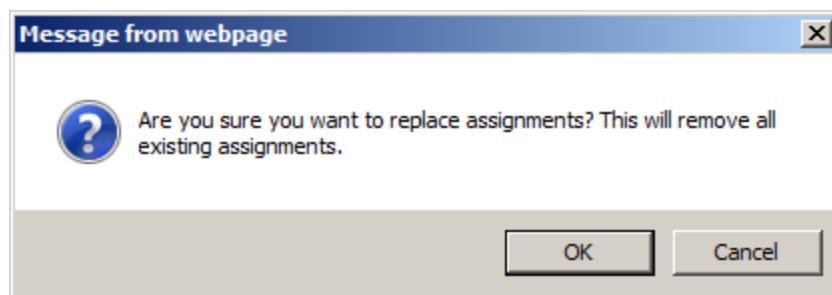 Message from webpage
Are you sure you want to replace assignments? This will remove all
existing assignments.
OK
Cancel